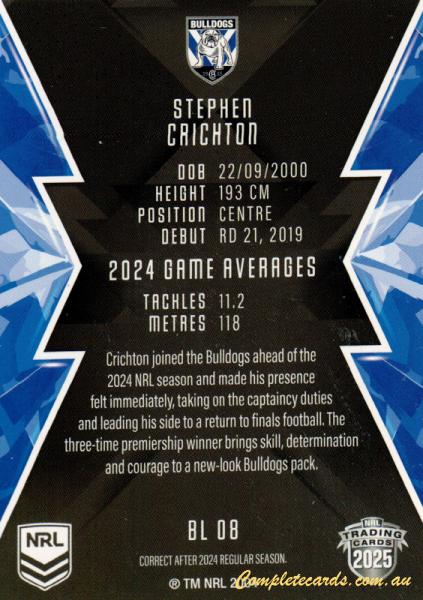 BULLDOGS
STEPHEN
CRICHTON
DOB 22/09/2000
HEIGHT 193 CM
POSITION CENTRE
DEBUT RD 21, 2019
2024 GAME AVERAGES
TACKLES 11.2
METRES 118
Crichton joined the Bulldogs ahead of the
2024 NRL season and made his presence
felt immediately, taking on the captaincy duties
and leading his side to a return to finals football. The
three-time premiership winner brings skill, determination
and courage to a new-look Bulldogs pack.
BL 08
NRL
NRL
TRADING
CARDS
2025
CORRECT AFTER 2024 REGULAR SEASON.
® TM NRL 2024
Completecards.com.au